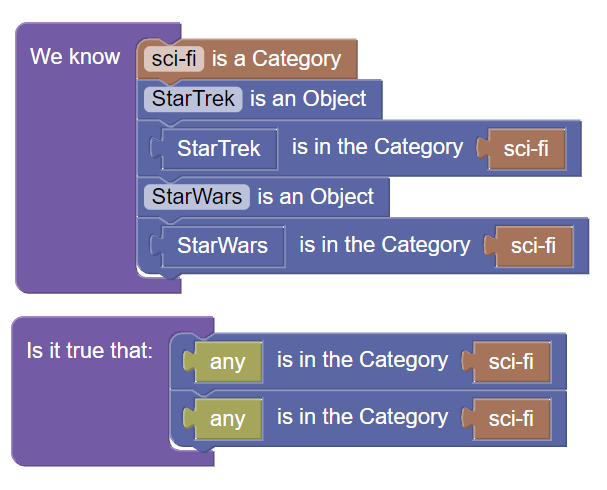 We know sci-fi is a Category
StarTrek is an Object
StarTrek is in the Category sci-fi
StarWars is an Object
StarWars is in the Category sci-fi
Is it true that: any is in the Category sci-fi
any is in the Category sci-fi